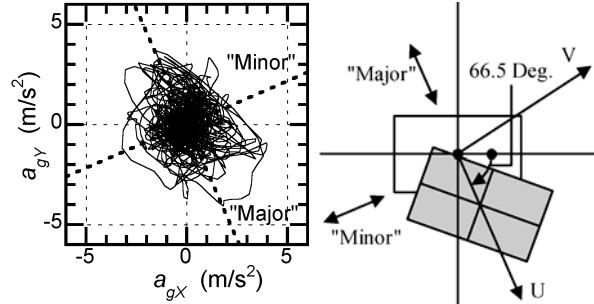 5
0
-5
a_gY (m/s²)
"Minor"
"Major"
-5
0
5
a_gX (m/s²)
V
66.5 Deg.
"Major"
"Minor"
U